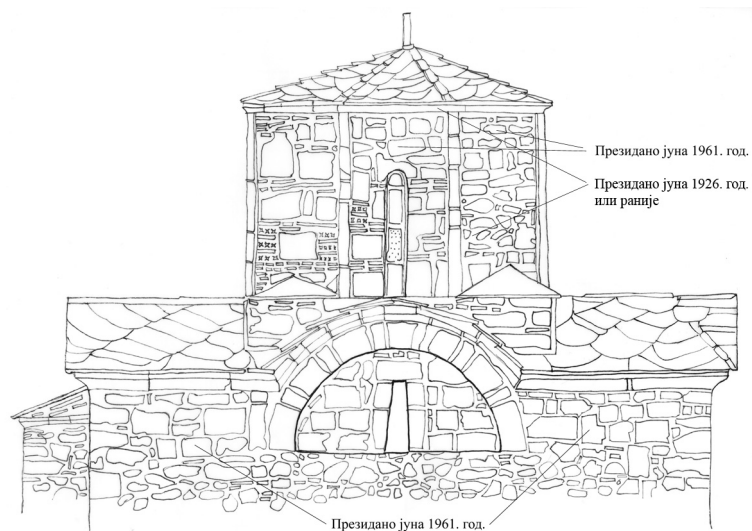 Президано јуна 1961. год.
Президано јуна 1926. год.
или раније
Президано јуна 1961. год.